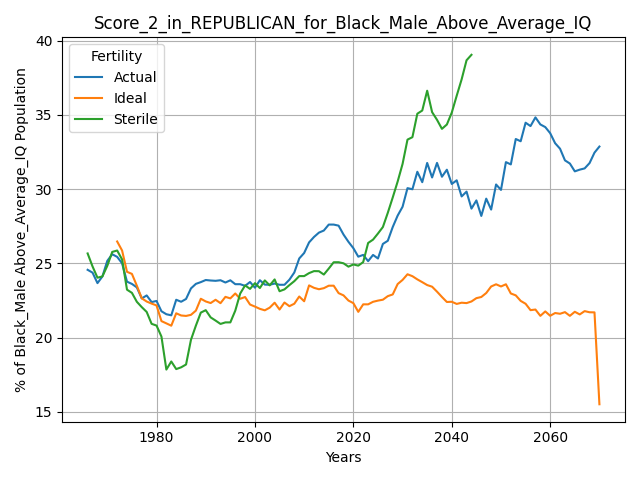 Score_2_in_REPUBLICAN_for_Black_Male_Above_Average_IQ
% of Black_Male Above_Average_IQ Population
Fertility
Actual
Ideal
Sterile
40
35
30
25
20
15
1980
2000
2020
2040
2060
Years